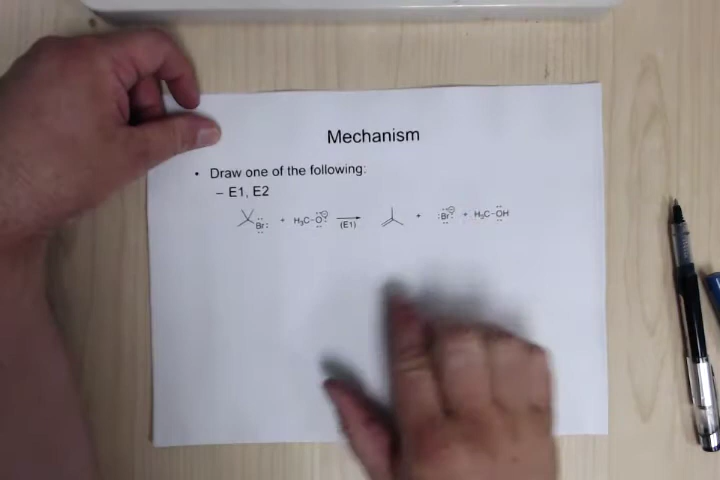 Mechanism
• Draw one of the following:
– E1, E2
Br: + H₃C-O:⊖ (E1) + :Br:⊖ + H₃C-OH